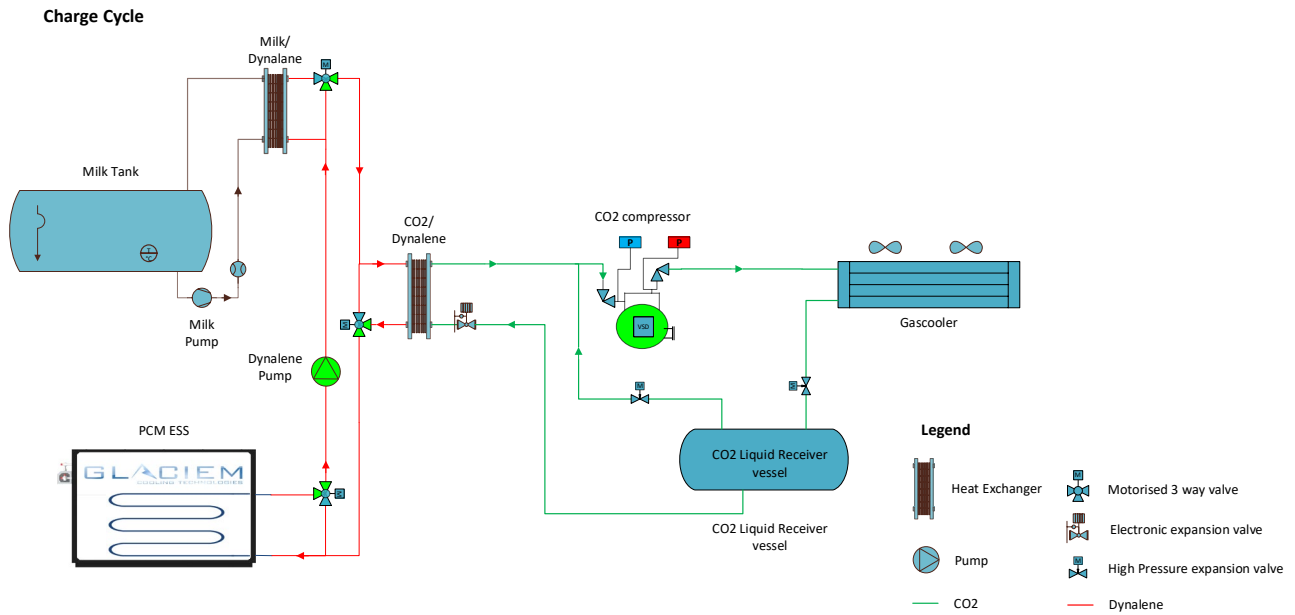 Charge Cycle
Milk/
Dynalane
M
Milk Tank
Milk
Pump
CO2/
Dynalene
CO2 compressor
P
P
VSD
Gascooler
M
Dynalene
Pump
M
M
PCM ESS
GLACIEM
COOLING TECHNOLOGIES
M
CO2 Liquid Receiver
vessel
CO2 Liquid Receiver
vessel
Legend
Heat Exchanger
M
Motorised 3 way valve
Electronic expansion valve
Pump
M
High Pressure expansion valve
CO2
Dynalene